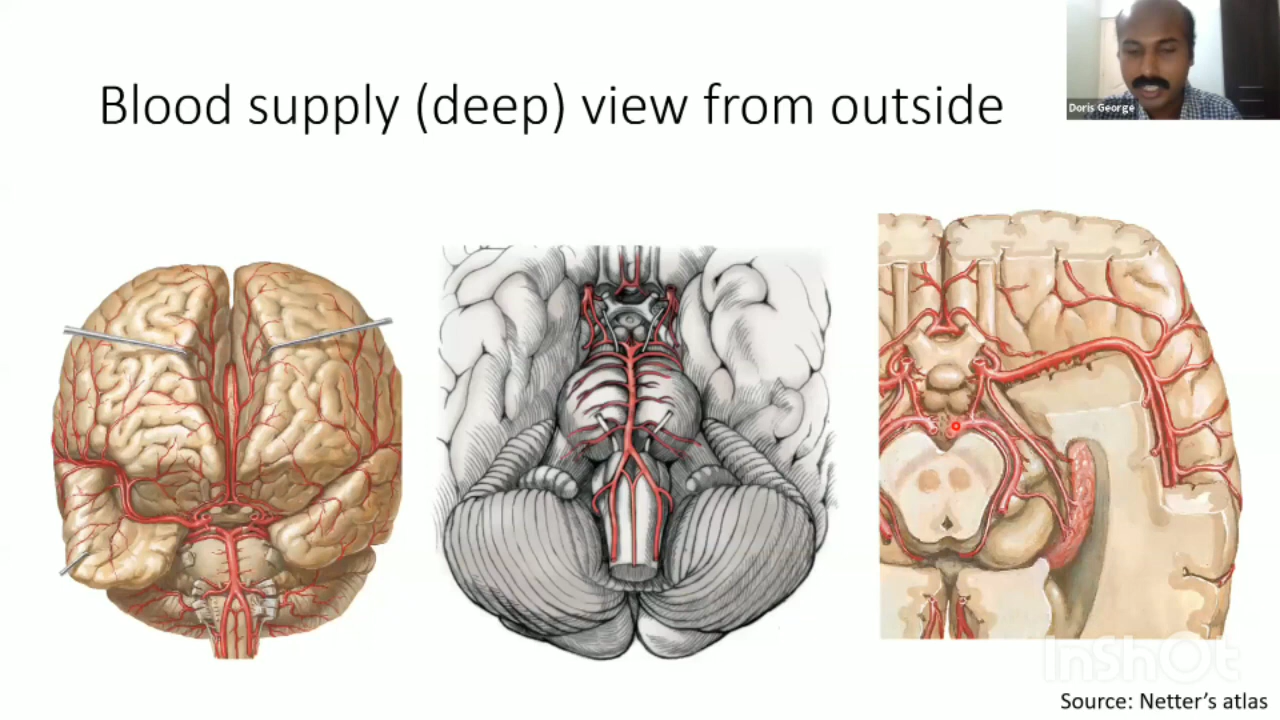 Blood supply (deep) view from outside
Doris George
InShOt
Source: Netter's atlas